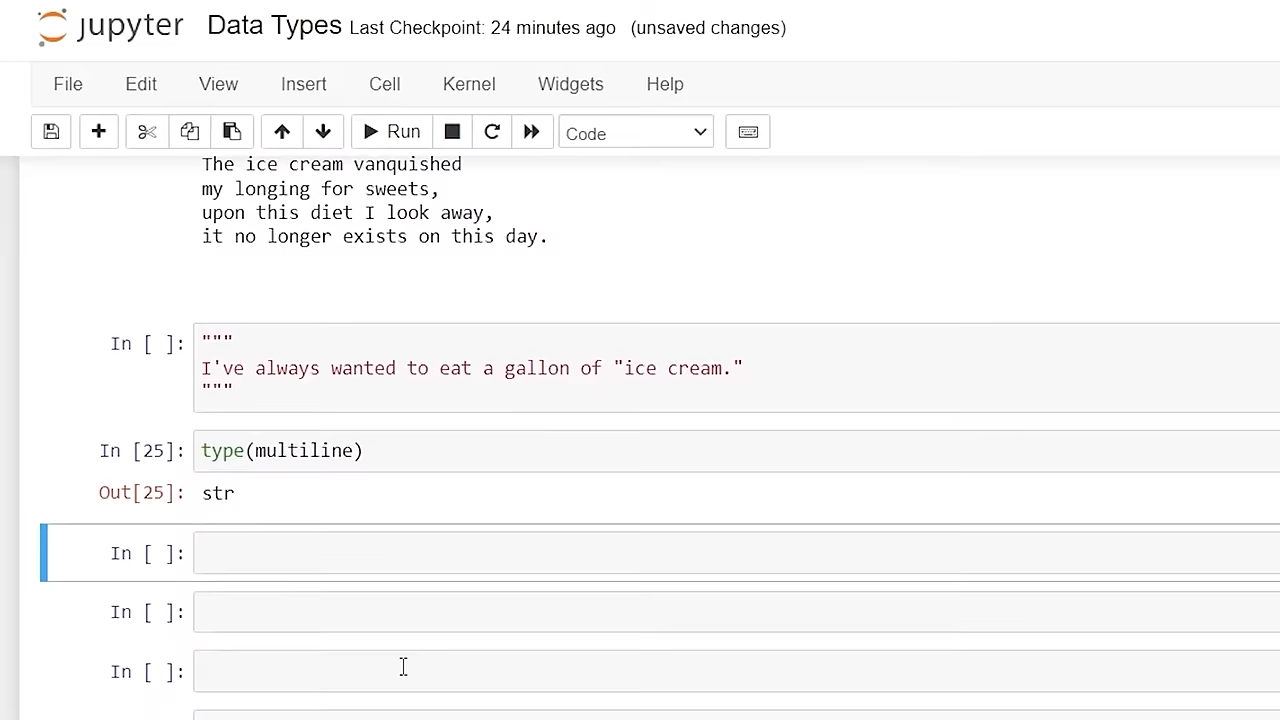 jupyter Data Types Last Checkpoint: 24 minutes ago (unsaved changes)
File Edit View Insert Cell Kernel Widgets Help
Run Code
The ice cream vanquished
my longing for sweets,
upon this diet I look away,
it no longer exists on this day.
In [ ]: """
I've always wanted to eat a gallon of "ice cream."
"""
In [25]: type(multiline)
Out[25]: str
In [ ]:
In [ ]:
In [ ]: